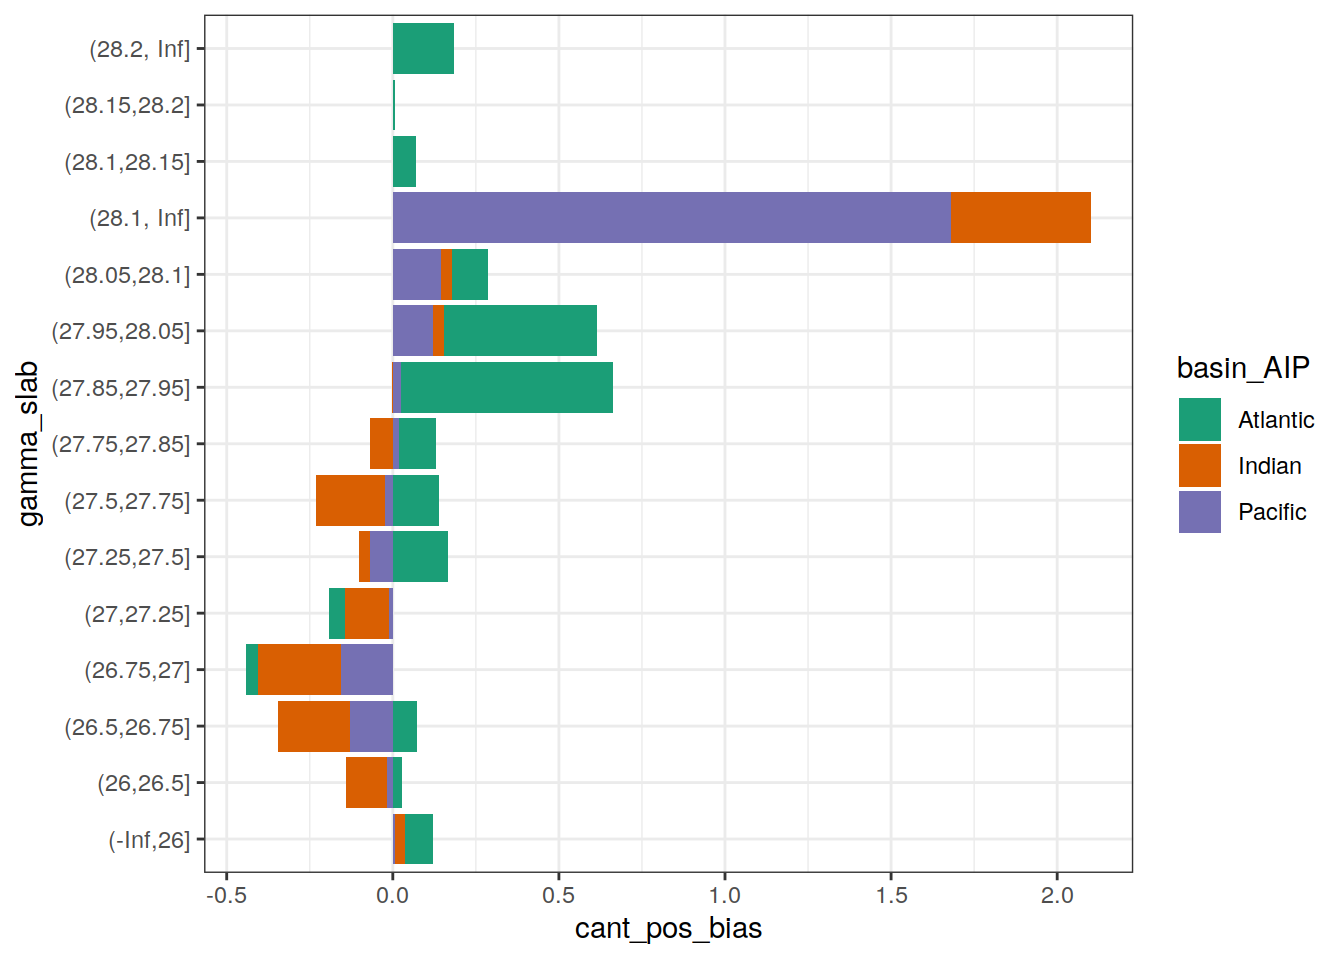 (28.2, Inf]
(28.15,28.2]
(28.1,28.15]
(28.1, Inf]
(28.05,28.1]
(27.95,28.05]
(27.85,27.95]
(27.75,27.85]
(27.5,27.75]
(27.25,27.5]
(27,27.25]
(26.75,27]
(26.5,26.75]
(26,26.5]
(-Inf,26]
gamma_slab
-0.5 0.0 0.5 1.0 1.5 2.0
cant_pos_bias
basin_AIP
Atlantic
Indian
Pacific